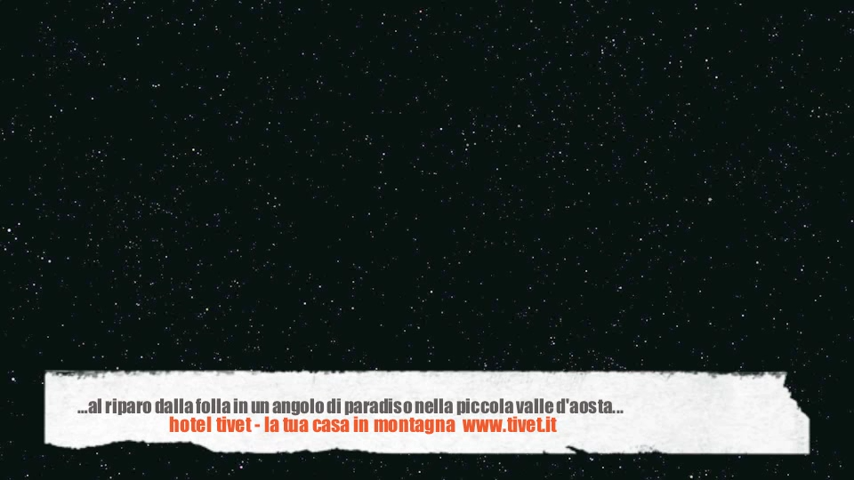 ...al riparo dalla folla in un angolo di paradiso nella piccola valle d'aosta...
hotel tivet - la tua casa in montagna www.tivet.it